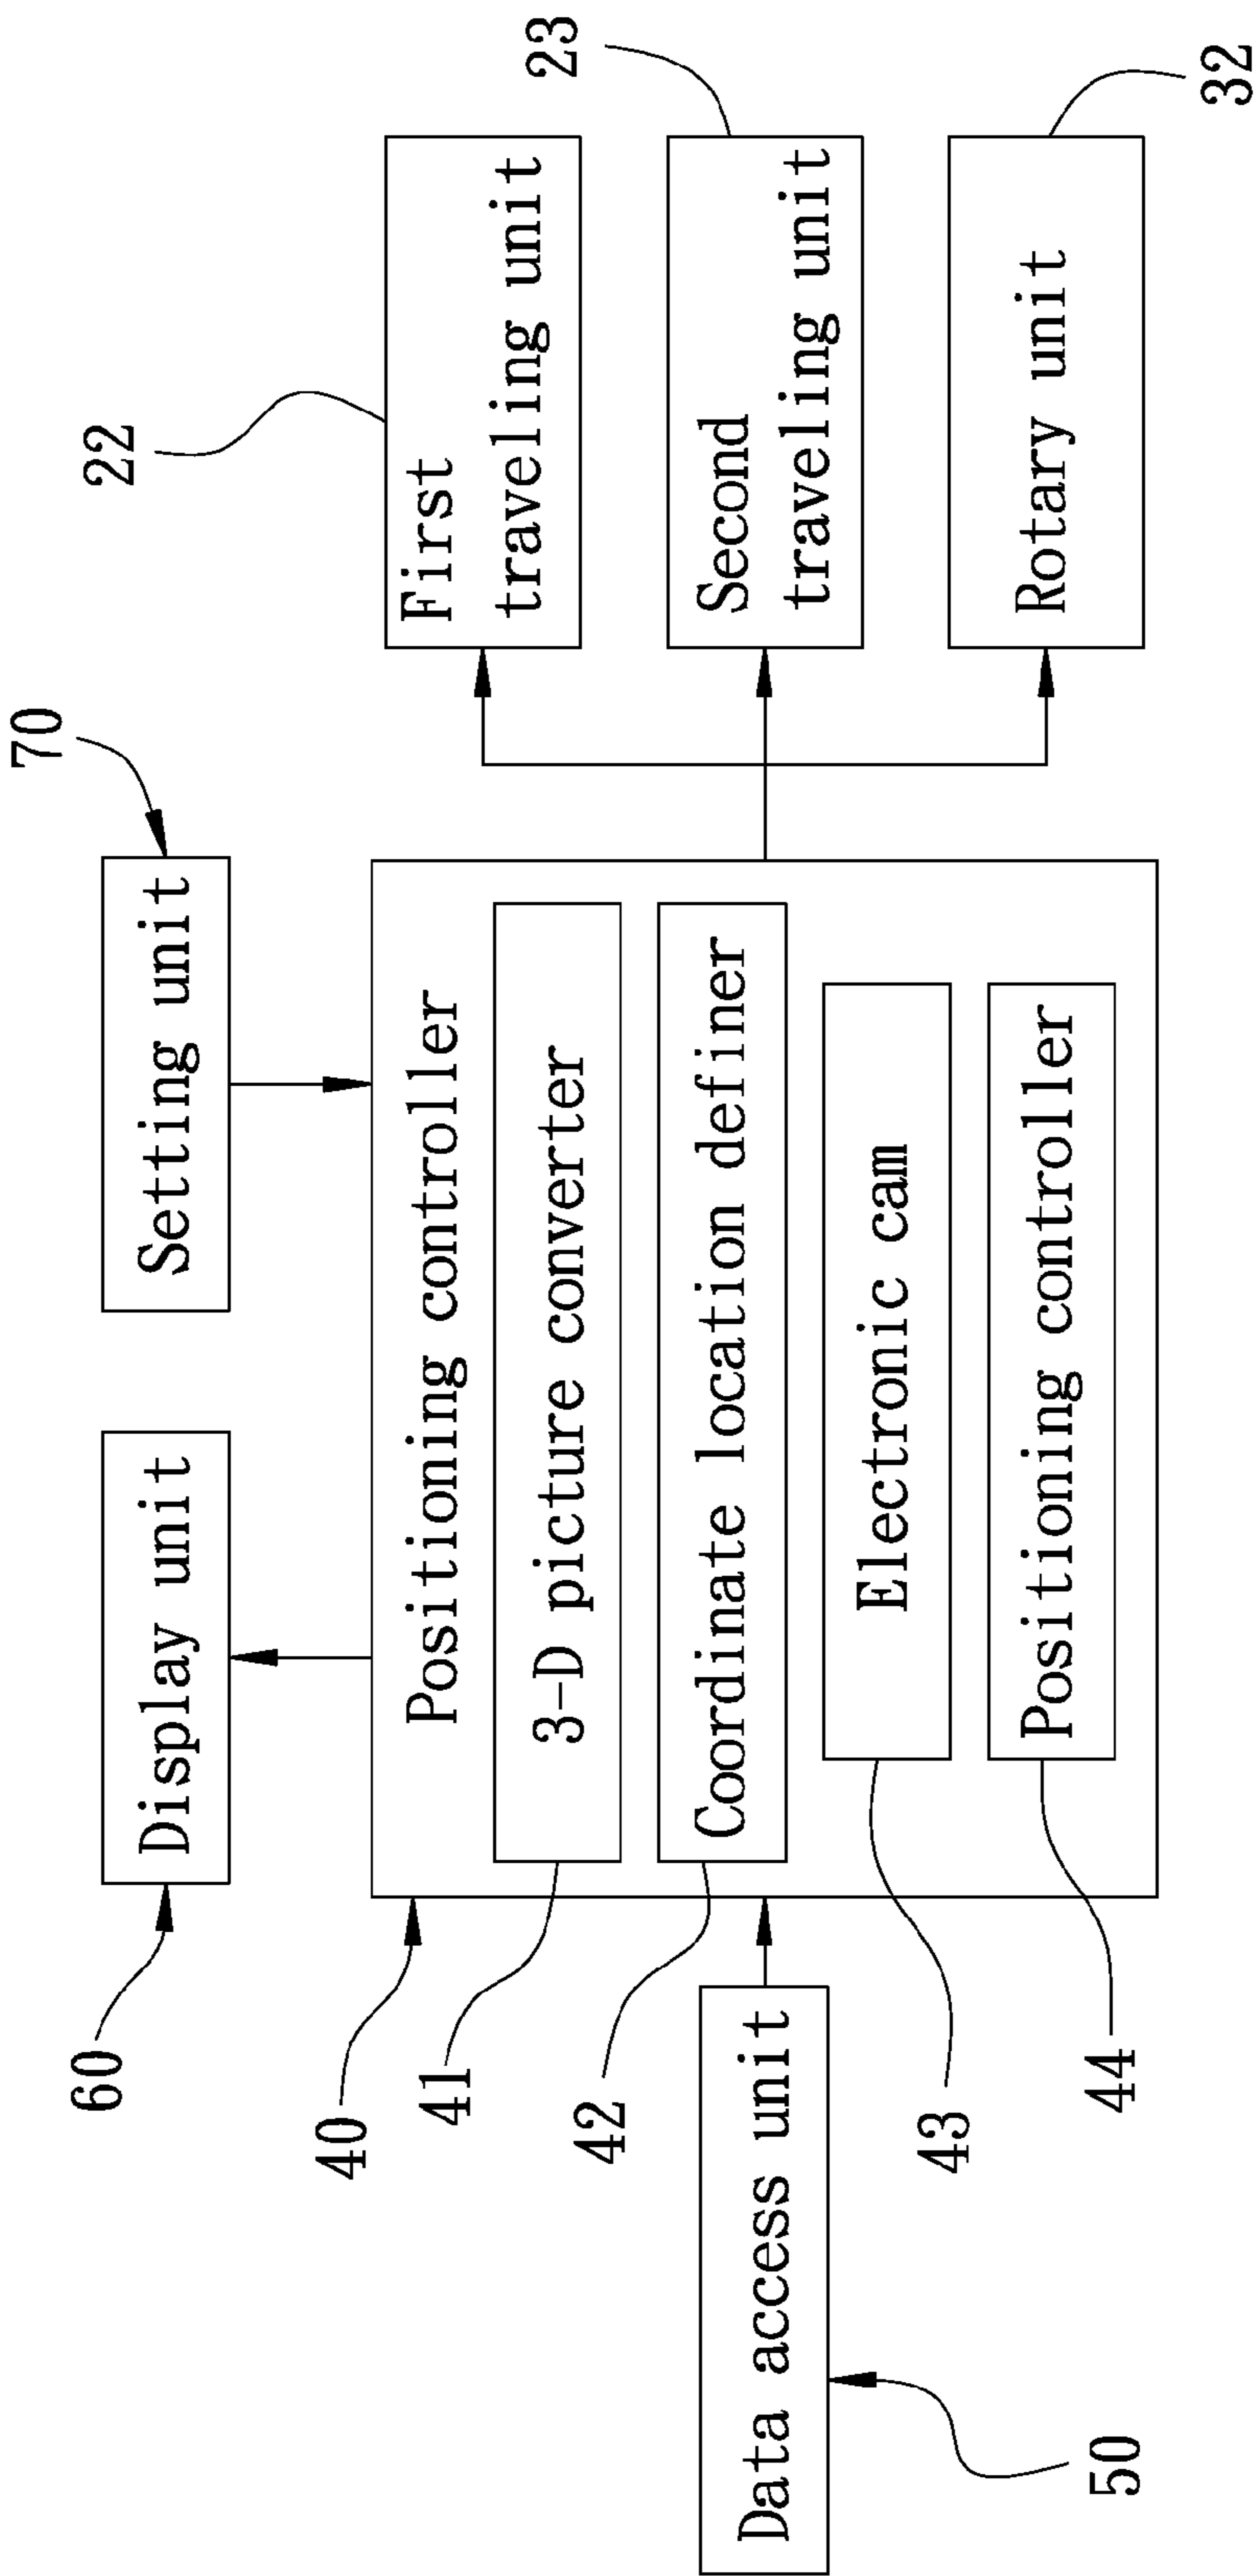 60
Display unit
Setting unit
70
40
Positioning controller
41
3-D picture converter
42
Coordinate location definer
43
Electronic cam
44
Positioning controller
Data access unit
50
22
First
traveling unit
23
Second
traveling unit
Rotary unit
32